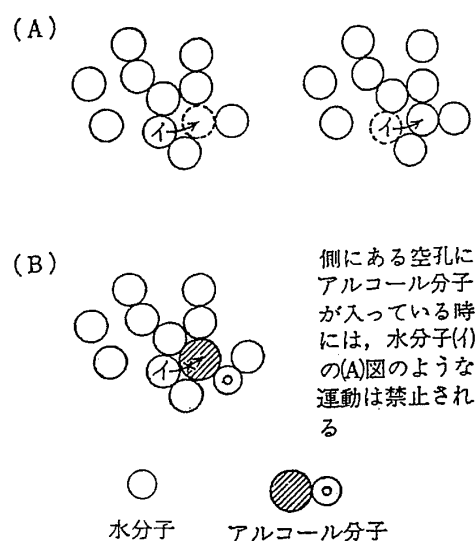 (A)
イ
イ
(B)
イ
側にある空孔に
アルコール分子
が入っている時
には，水分子(イ)
の(A)図のような
運動は禁止され
る
水分子
アルコール分子